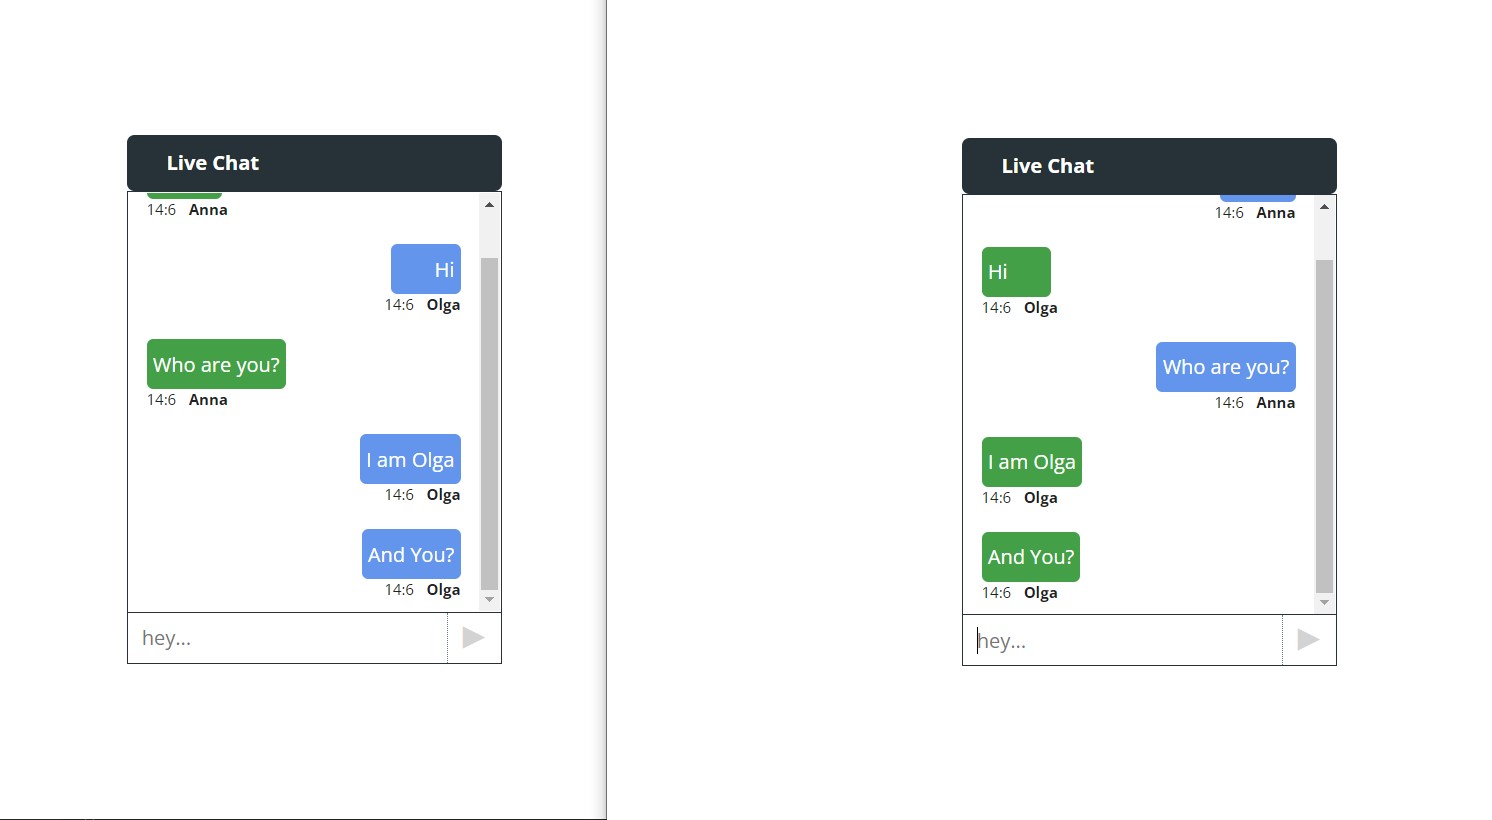 Live Chat
14:6 Anna
Hi
14:6 Olga
Who are you?
14:6 Anna
I am Olga
14:6 Olga
And You?
14:6 Olga
hey...
Live Chat
14:6 Anna
Hi
14:6 Olga
Who are you?
14:6 Anna
I am Olga
14:6 Olga
And You?
14:6 Olga
hey...